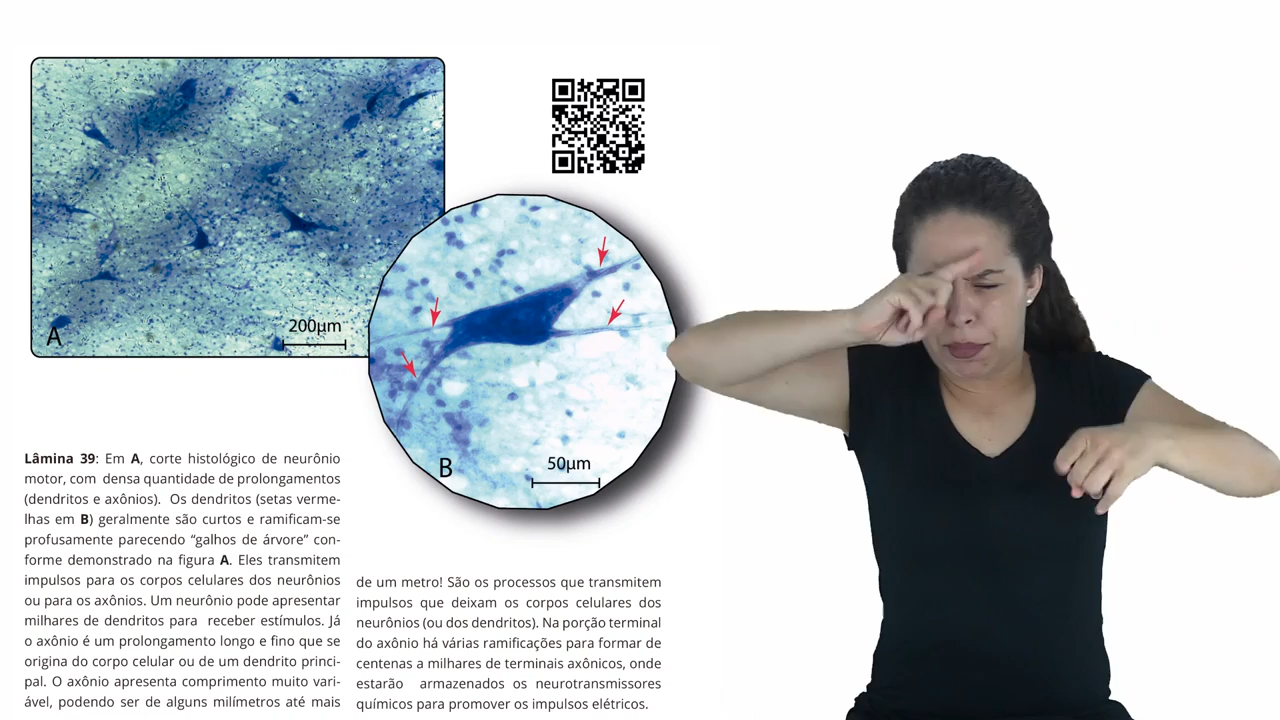 A
200µm
B
50µm
Lâmina 39: Em A, corte histológico de neurônio
motor, com densa quantidade de prolongamentos
(dendritos e axônios). Os dendritos (setas verme-
lhas em B) geralmente são curtos e ramificam-se
profusamente parecendo “galhos de árvore” con-
forme demonstrado na figura A. Eles transmitem
impulsos para os corpos celulares dos neurônios
ou para os axônios. Um neurônio pode apresentar
milhares de dendritos para receber estímulos. Já
o axônio é um prolongamento longo e fino que se
origina do corpo celular ou de um dendrito princi-
pal. O axônio apresenta comprimento muito vari-
ável, podendo ser de alguns milímetros até mais
de um metro! São os processos que transmitem
impulsos que deixam os corpos celulares dos
neurônios (ou dos dendritos). Na porção terminal
do axônio há várias ramificações para formar de
centenas a milhares de terminais axônicos, onde
estarão armazenados os neurotransmissores
químicos para promover os impulsos elétricos.